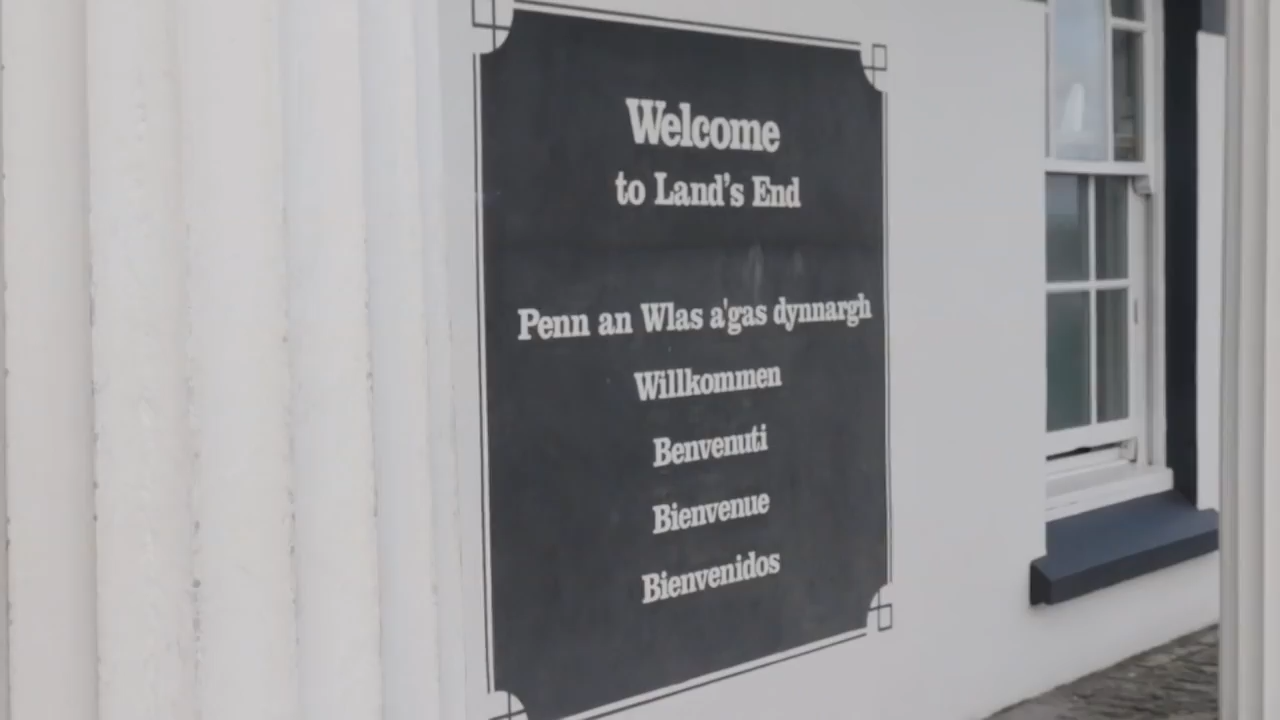 Welcome
to Land's End
Penn an Wlas a'gas dynnargh
Willkommen
Benvenuti
Bienvenue
Bienvenidos